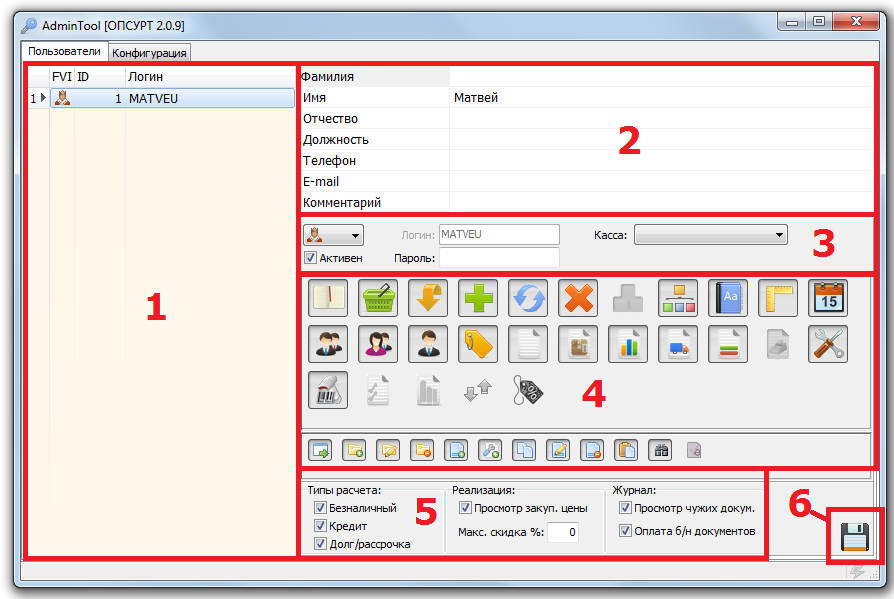 AdminTool [ОПСУРТ 2.0.9]
Пользователи Конфигурация
FVI ID Логин
1 1 MATVEU
1
Фамилия
Имя Матвей
Отчество
Должность
Телефон
E-mail
Комментарий
2
Логин: MATVEU Касса:
Активен Пароль:
3
Aa 15
%
4
Типы расчета: Реализация: Журнал:
Безналичный Просмотр закуп. цены Просмотр чужих докум.
Кредит Макс. скидка %: 0 Оплата б/н документов
Долг/рассрочка
5
6